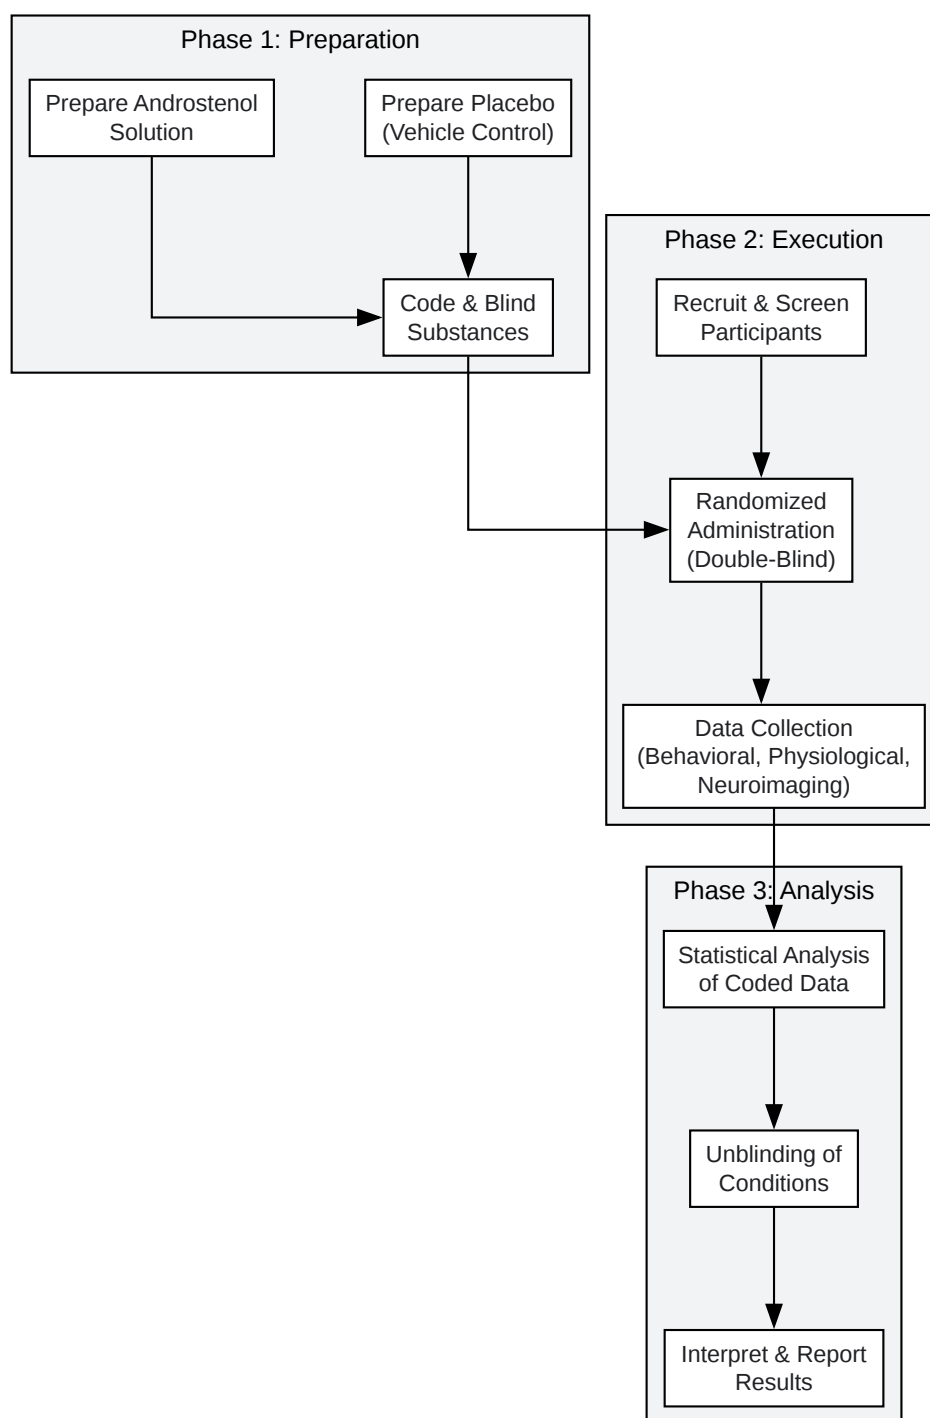 Phase 1: Preparation
Prepare Androstenol
Solution
Prepare Placebo
(Vehicle Control)
Code & Blind
Substances
Phase 2: Execution
Recruit & Screen
Participants
Randomized
Administration
(Double-Blind)
Data Collection
(Behavioral, Physiological,
Neuroimaging)
Phase 3: Analysis
Statistical Analysis
of Coded Data
Unblinding of
Conditions
Interpret & Report
Results